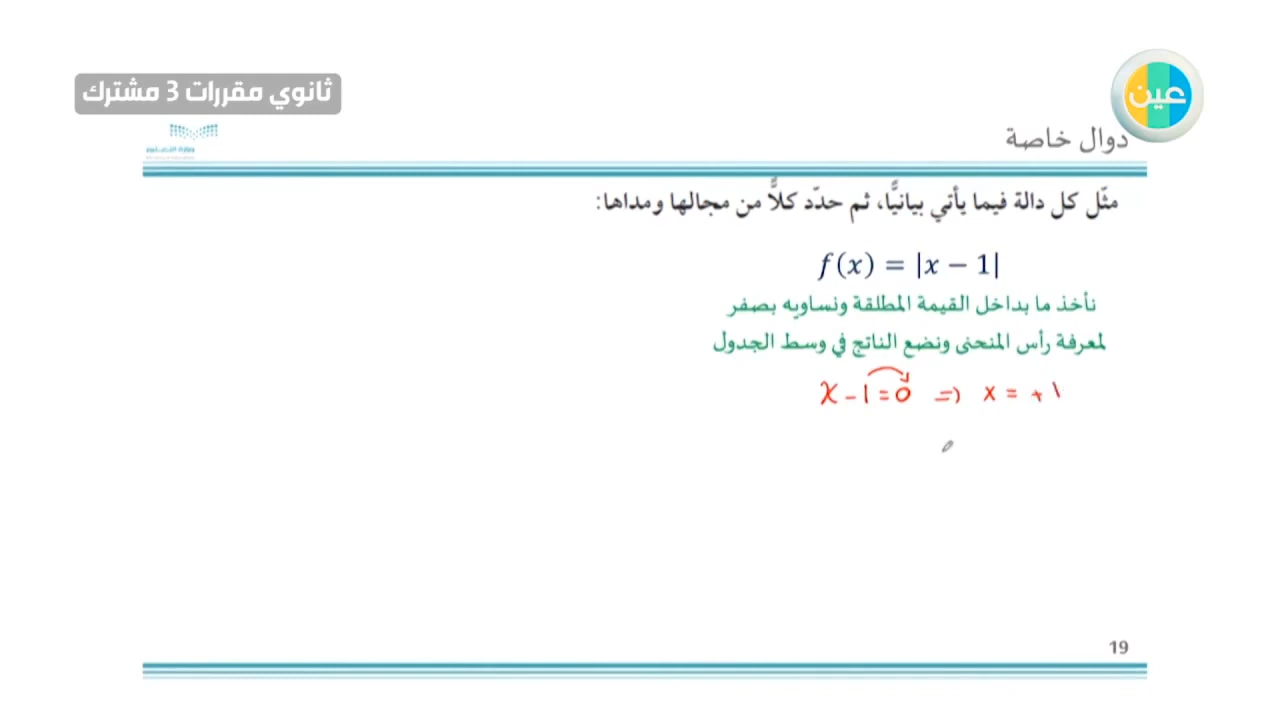 ثانوي مقررات 3 مشترك
عين
دوال خاصة
مثّل كل دالة فيما يأتي بيانيًّا، ثم حدّد كلاًّ من مجالها ومداها:
f(x) = |x − 1|
نأخذ ما بداخل القيمة المطلقة ونساويه بصفر
لمعرفة رأس المنحنى ونضع الناتج في وسط الجدول
x - 1 = 0 => x = +1
19